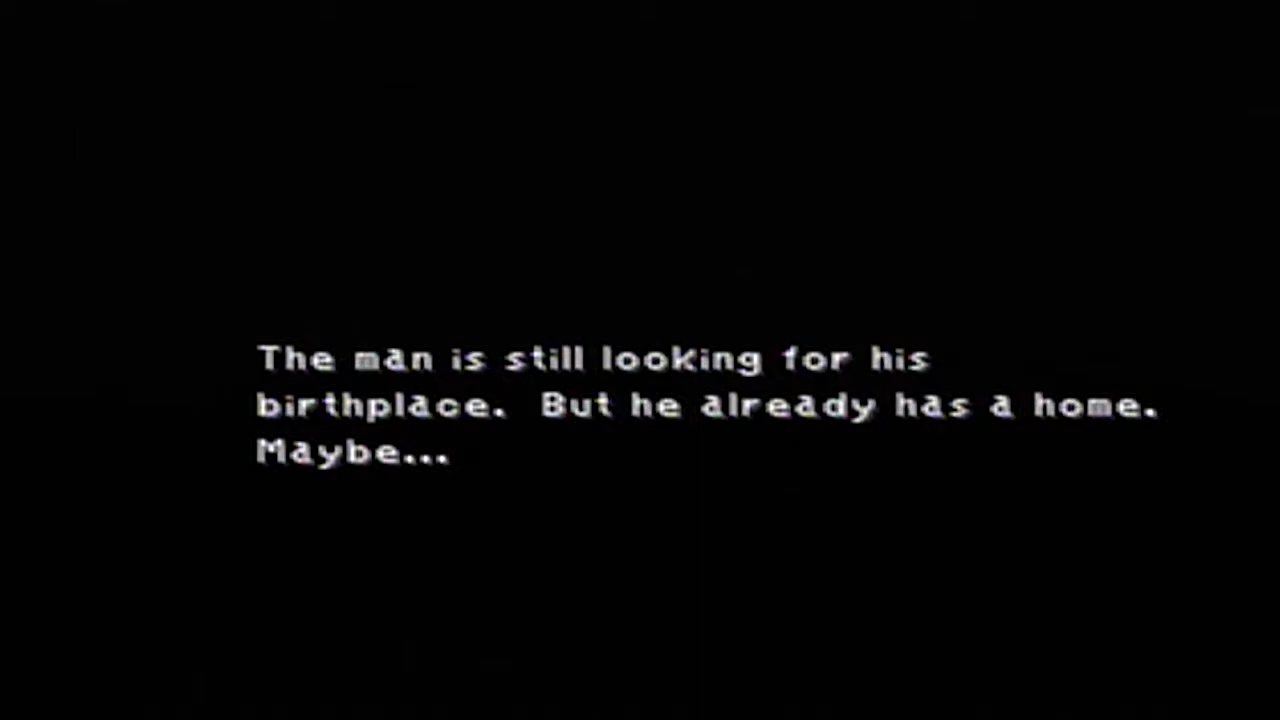 The man is still looking for his
birthplace.  But he already has a home.
Maybe...